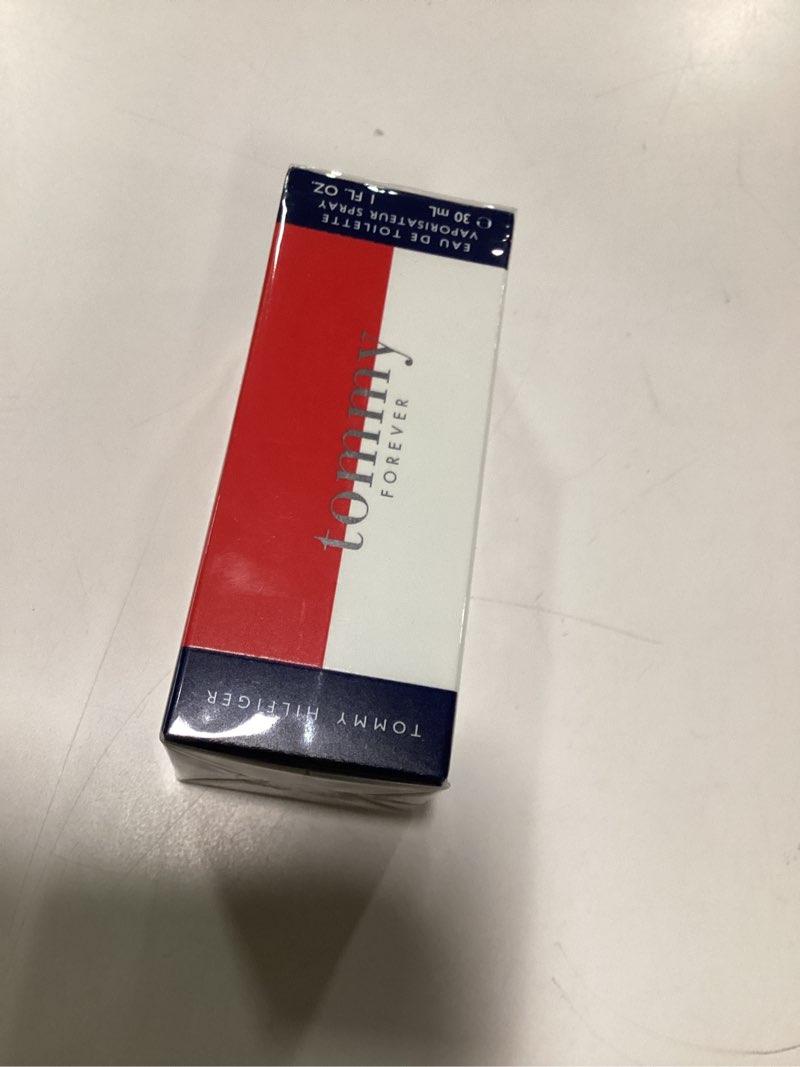 TOMMY HILFIGER
tommy
FOREVER
EAU DE TOILETTE
VAPORISATEUR SPRAY
℮ 30 mL 1 FL. OZ.